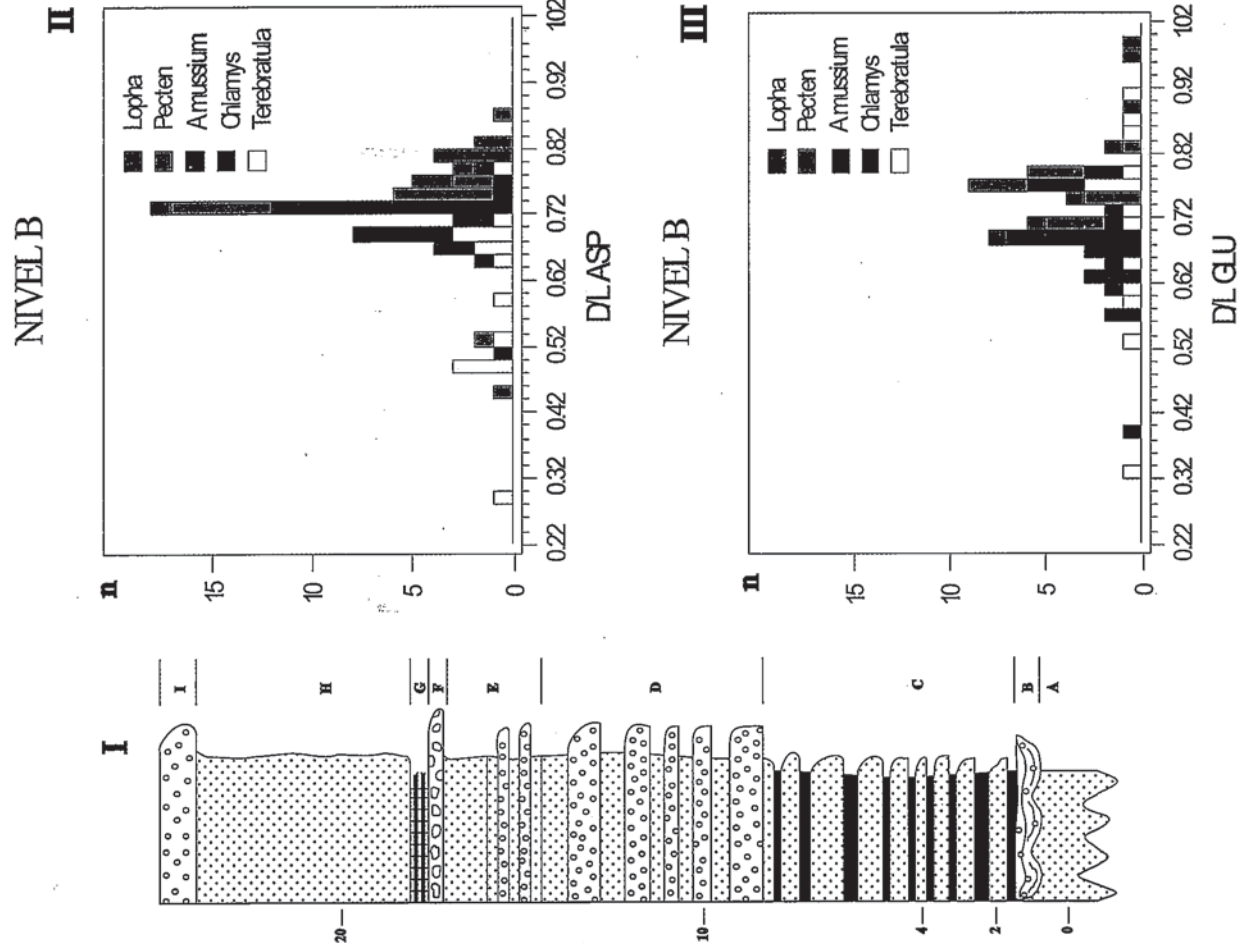 I
I
H
G
F
E
D
C
B
A
20
10
4
2
0
NIVEL B
II
n
15
10
5
0
Lopha
Pecten
Amussium
Chlamys
Terebratula
0.22 0.32 0.42 0.52 0.62 0.72 0.82 0.92 1.02
D/L ASP
NIVEL B
III
n
15
10
5
0
Lopha
Pecten
Amussium
Chlamys
Terebratula
0.22 0.32 0.42 0.52 0.62 0.72 0.82 0.92 1.02
D/L GLU